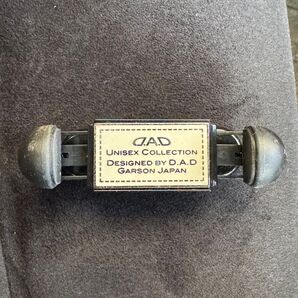 DAD
UNISEX COLLECTION
DESIGNED BY D.A.D
GARSON JAPAN